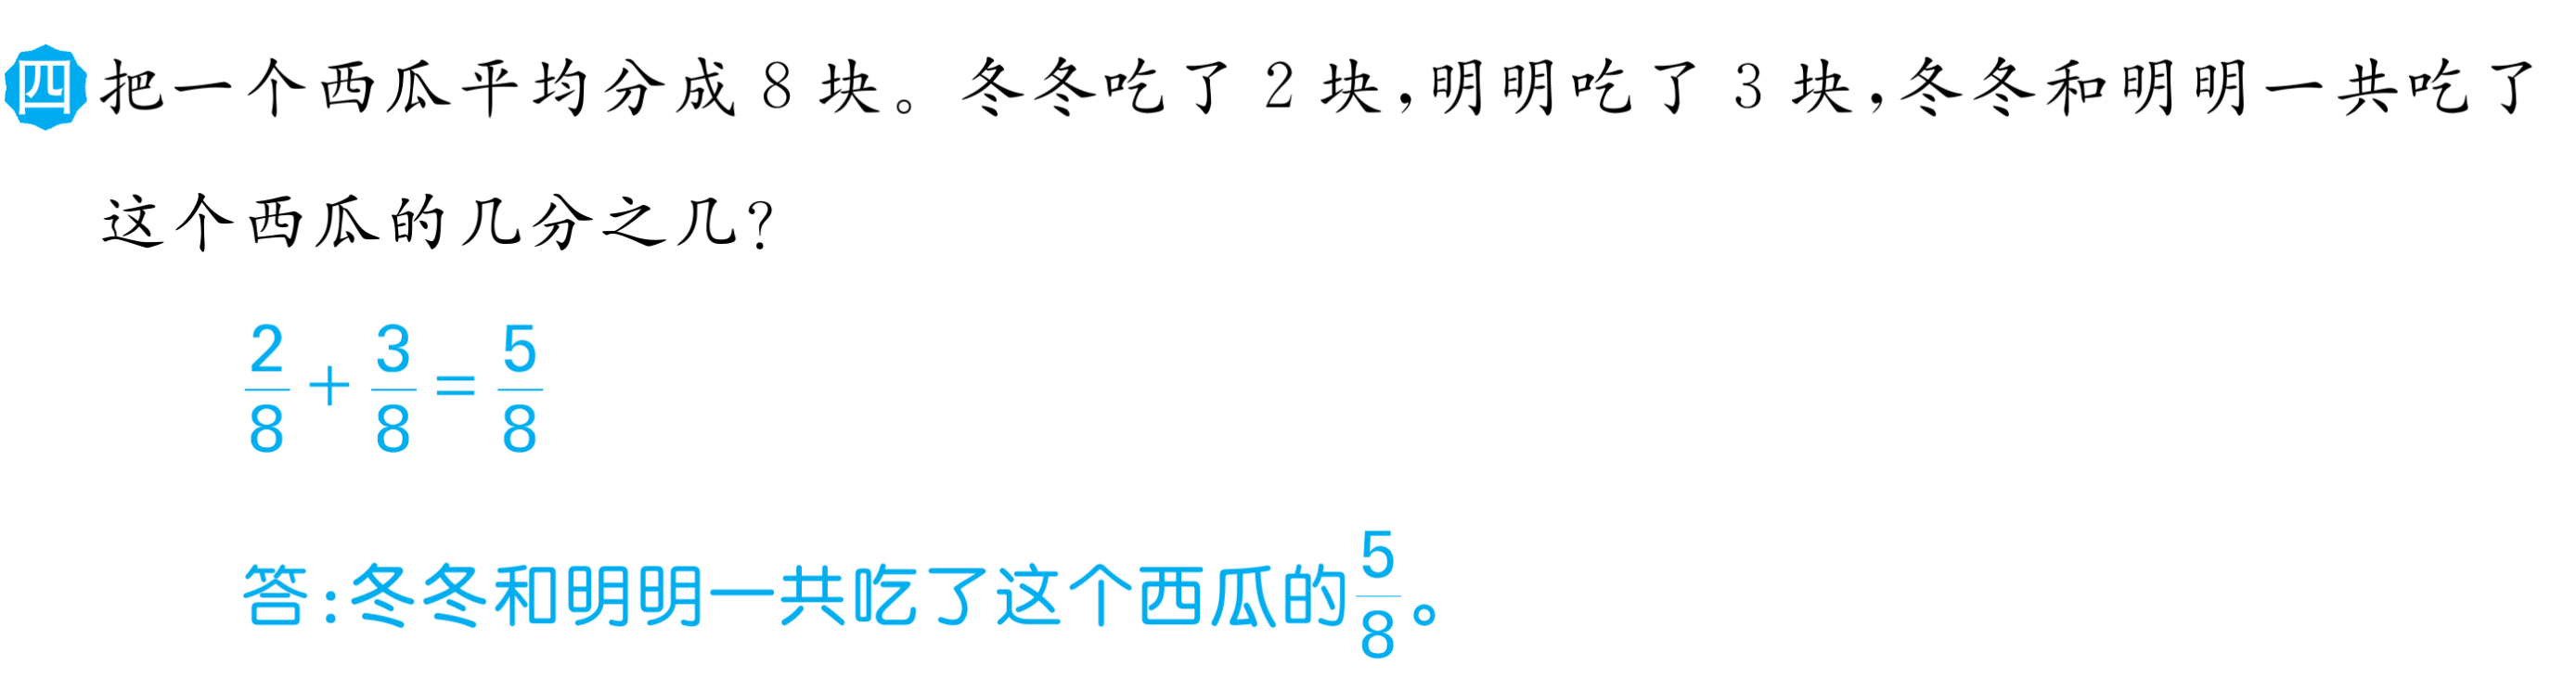 四 把一个西瓜平均分成 8 块。冬冬吃了 2 块,明明吃了 3 块,冬冬和明明一共吃了
这个西瓜的几分之几?
2/8 + 3/8 = 5/8
答:冬冬和明明一共吃了这个西瓜的5/8。